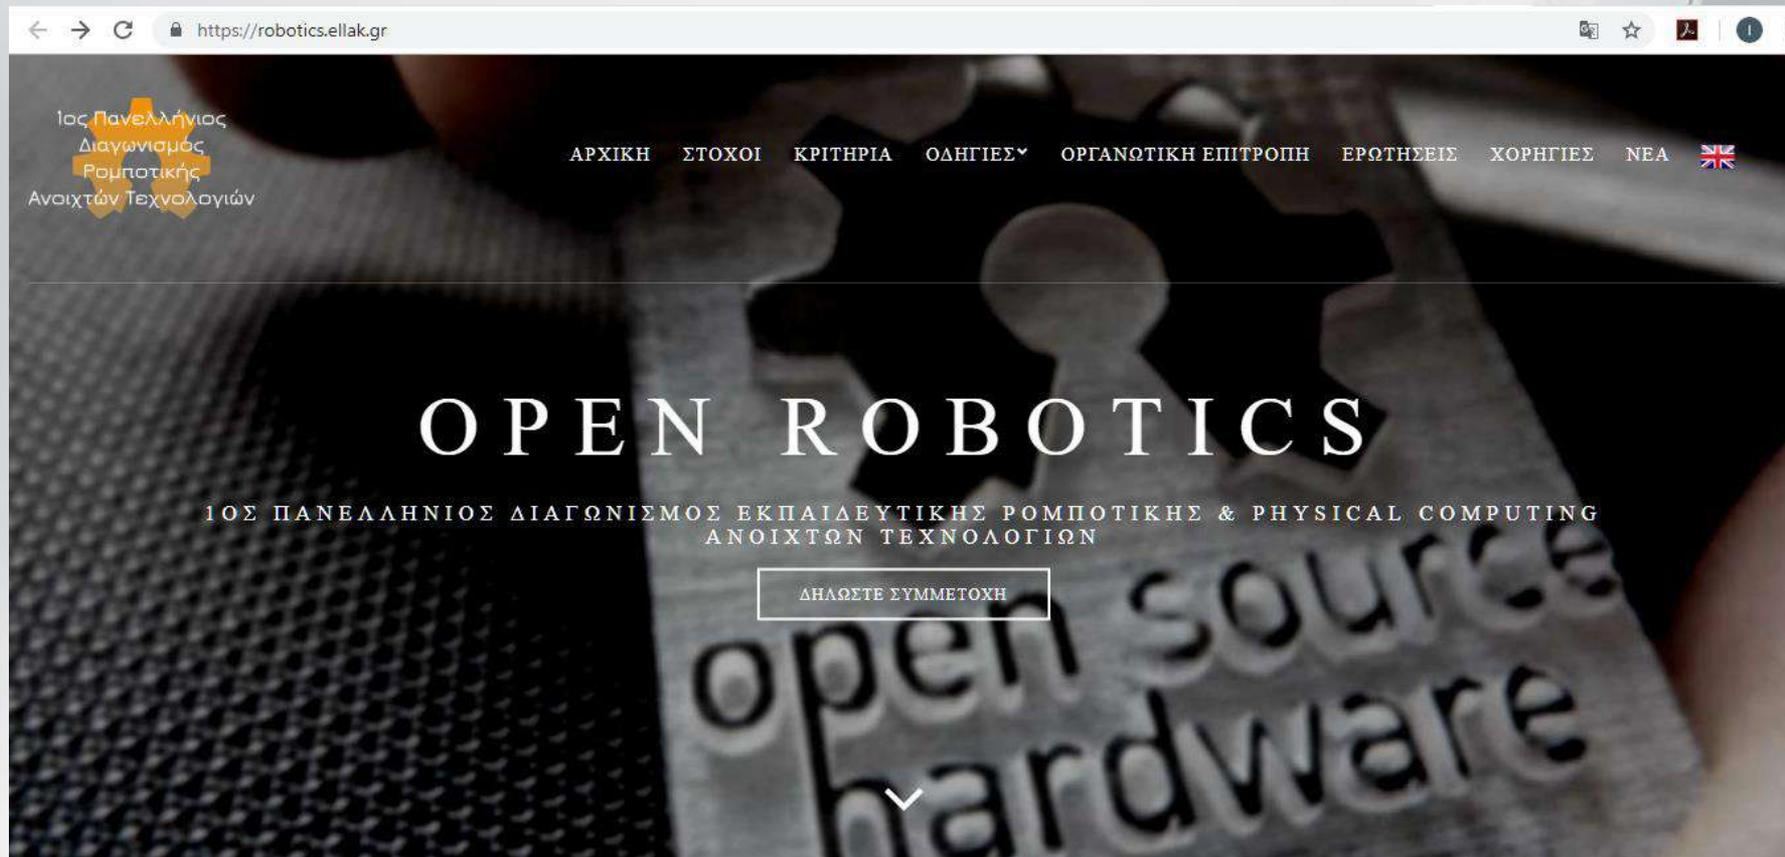 https://robotics.ellak.gr
1ος Πανελλήνιος
Διαγωνισμός
Ρομποτικής
Ανοιχτών Τεχνολογιών
ΑΡΧΙΚΗ ΣΤΟΧΟΙ ΚΡΙΤΗΡΙΑ ΟΔΗΓΙΕΣ ΟΡΓΑΝΩΤΙΚΗ ΕΠΙΤΡΟΠΗ ΕΡΩΤΗΣΕΙΣ ΧΟΡΗΓΙΕΣ ΝΕΑ
OPEN ROBOTICS
1ΟΣ ΠΑΝΕΛΛΗΝΙΟΣ ΔΙΑΓΩΝΙΣΜΟΣ ΕΚΠΑΙΔΕΥΤΙΚΗΣ ΡΟΜΠΟΤΙΚΗΣ & PHYSICAL COMPUTING
ΑΝΟΙΧΤΩΝ ΤΕΧΝΟΛΟΓΙΩΝ
ΔΗΛΩΣΤΕ ΣΥΜΜΕΤΟΧΗ
open source
hardware